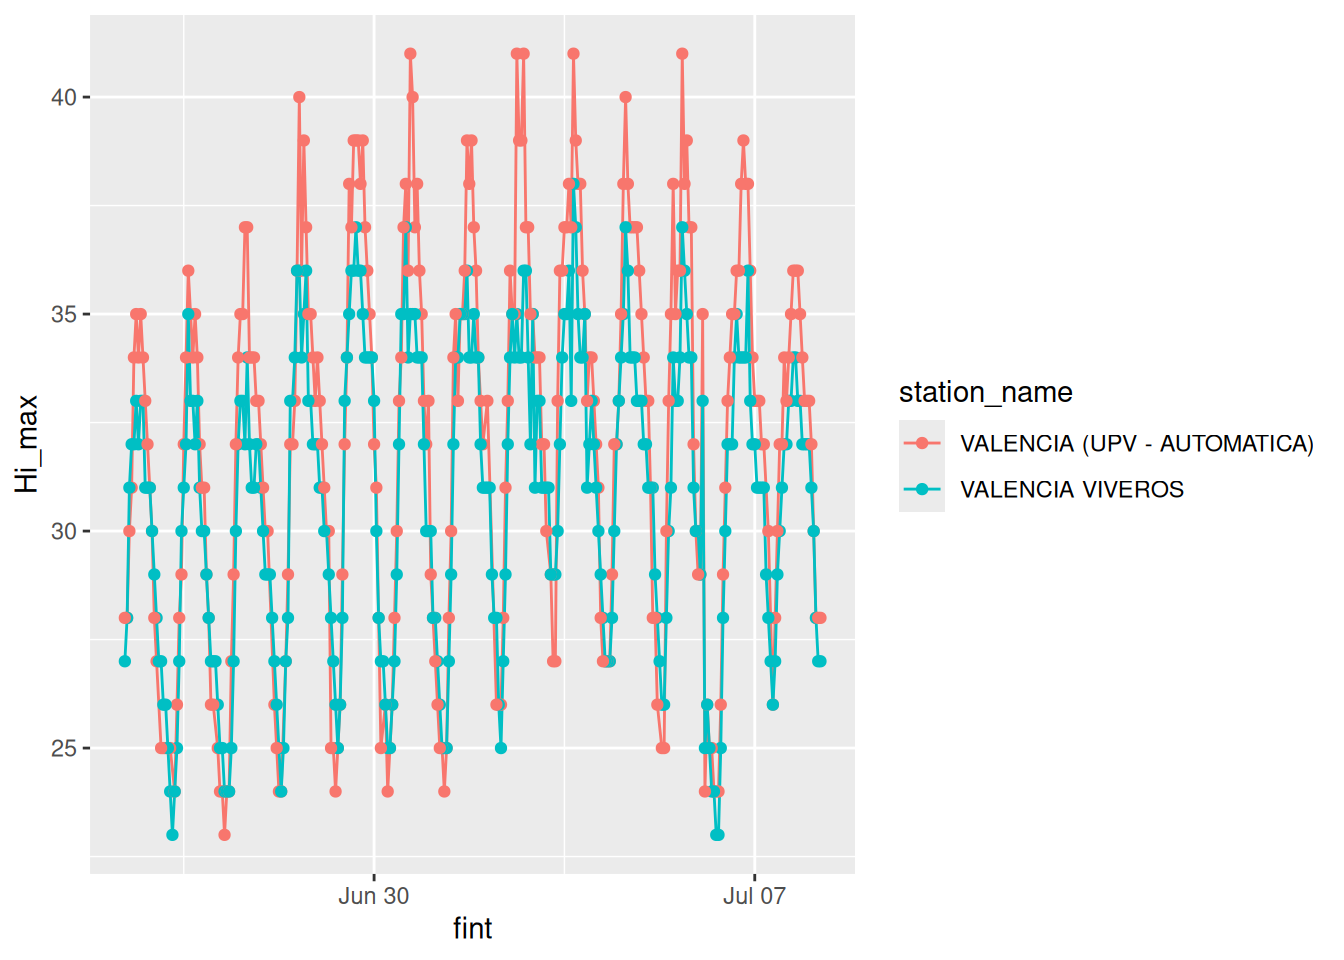 40
35
30
25
Hi_max
Jun 30
Jul 07
fint
station_name
VALENCIA (UPV - AUTOMATICA)
VALENCIA VIVEROS